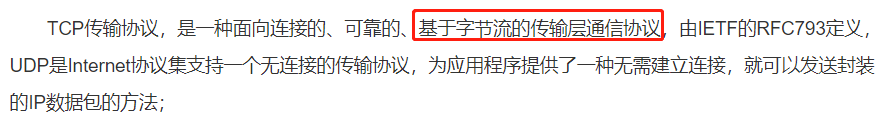 TCP传输协议，是一种面向连接的、可靠的、基于字节流的传输层通信协议，由IETF的RFC793定义，
UDP是Internet协议集支持一个无连接的传输协议，为应用程序提供了一种无需建立连接，就可以发送封装
的IP数据包的方法；